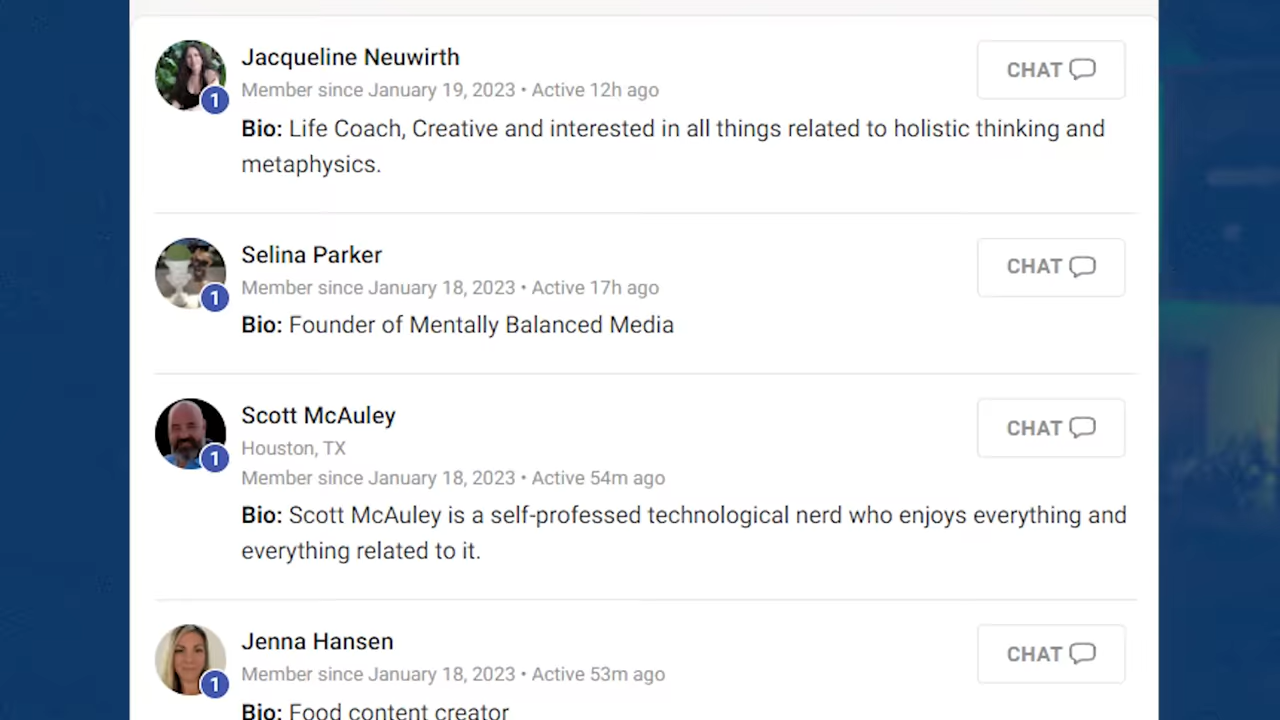 Jacqueline Neuwirth
CHAT
Member since January 19, 2023 • Active 12h ago
1
Bio: Life Coach, Creative and interested in all things related to holistic thinking and
metaphysics.
Selina Parker
CHAT
Member since January 18, 2023 • Active 17h ago
1
Bio: Founder of Mentally Balanced Media
Scott McAuley
CHAT
Houston, TX
1
Member since January 18, 2023 • Active 54m ago
Bio: Scott McAuley is a self-professed technological nerd who enjoys everything and
everything related to it.
Jenna Hansen
CHAT
Member since January 18, 2023 • Active 53m ago
1
Bio: Food content creator